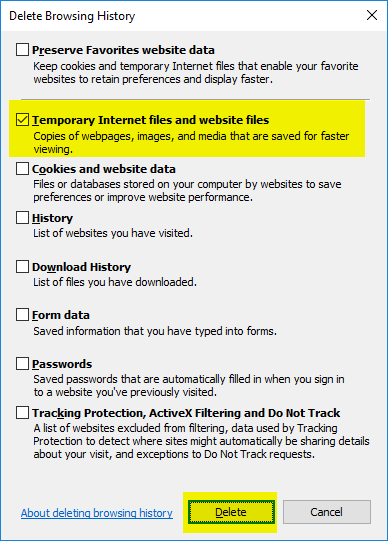 Delete Browsing History
Preserve Favorites website data
Keep cookies and temporary Internet files that enable your favorite
websites to retain preferences and display faster.
Temporary Internet files and website files
Copies of webpages, images, and media that are saved for faster
viewing.
Cookies and website data
Files or databases stored on your computer by websites to save
preferences or improve website performance.
History
List of websites you have visited.
Download History
List of files you have downloaded.
Form data
Saved information that you have typed into forms.
Passwords
Saved passwords that are automatically filled in when you sign in
to a website you've previously visited.
Tracking Protection, ActiveX Filtering and Do Not Track
A list of websites excluded from filtering, data used by Tracking
Protection to detect where sites might automatically be sharing details
about your visit, and exceptions to Do Not Track requests.
About deleting browsing history
Delete
Cancel